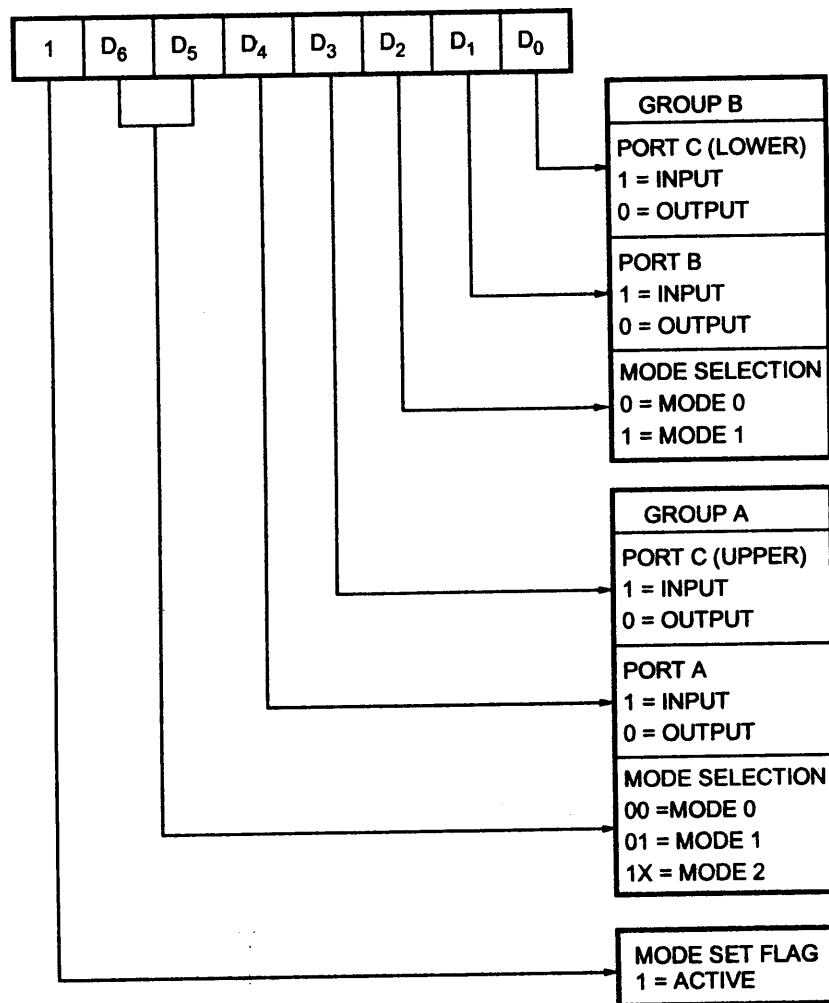 1 D6 D5 D4 D3 D2 D1 D0
GROUP B
PORT C (LOWER)
1 = INPUT
0 = OUTPUT
PORT B
1 = INPUT
0 = OUTPUT
MODE SELECTION
0 = MODE 0
1 = MODE 1
GROUP A
PORT C (UPPER)
1 = INPUT
0 = OUTPUT
PORT A
1 = INPUT
0 = OUTPUT
MODE SELECTION
00 =MODE 0
01 = MODE 1
1X = MODE 2
MODE SET FLAG
1 = ACTIVE